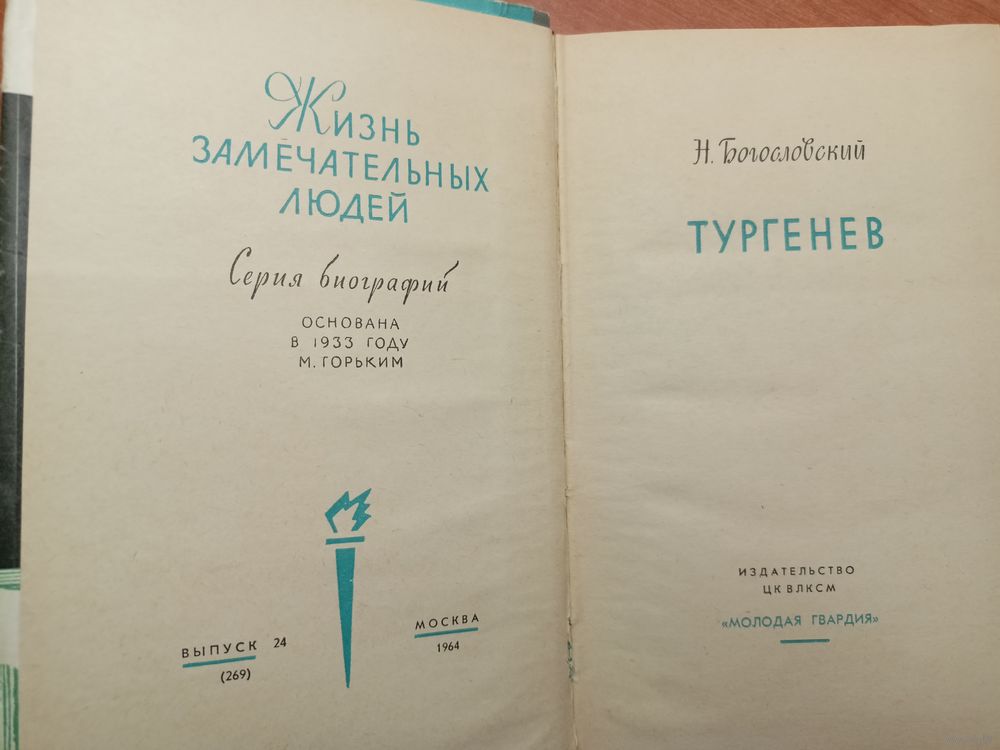 Жизнь
ЗАМЕЧАТЕЛЬНЫХ
ЛЮДЕЙ
Серия биографий
ОСНОВАНА
В 1933 ГОДУ
М. ГОРЬКИМ
ВЫПУСК 24
(269)
МОСКВА
1964
Н. Богословский
ТУРГЕНЕВ
ИЗДАТЕЛЬСТВО
ЦК ВЛКСМ
«МОЛОДАЯ ГВАРДИЯ»